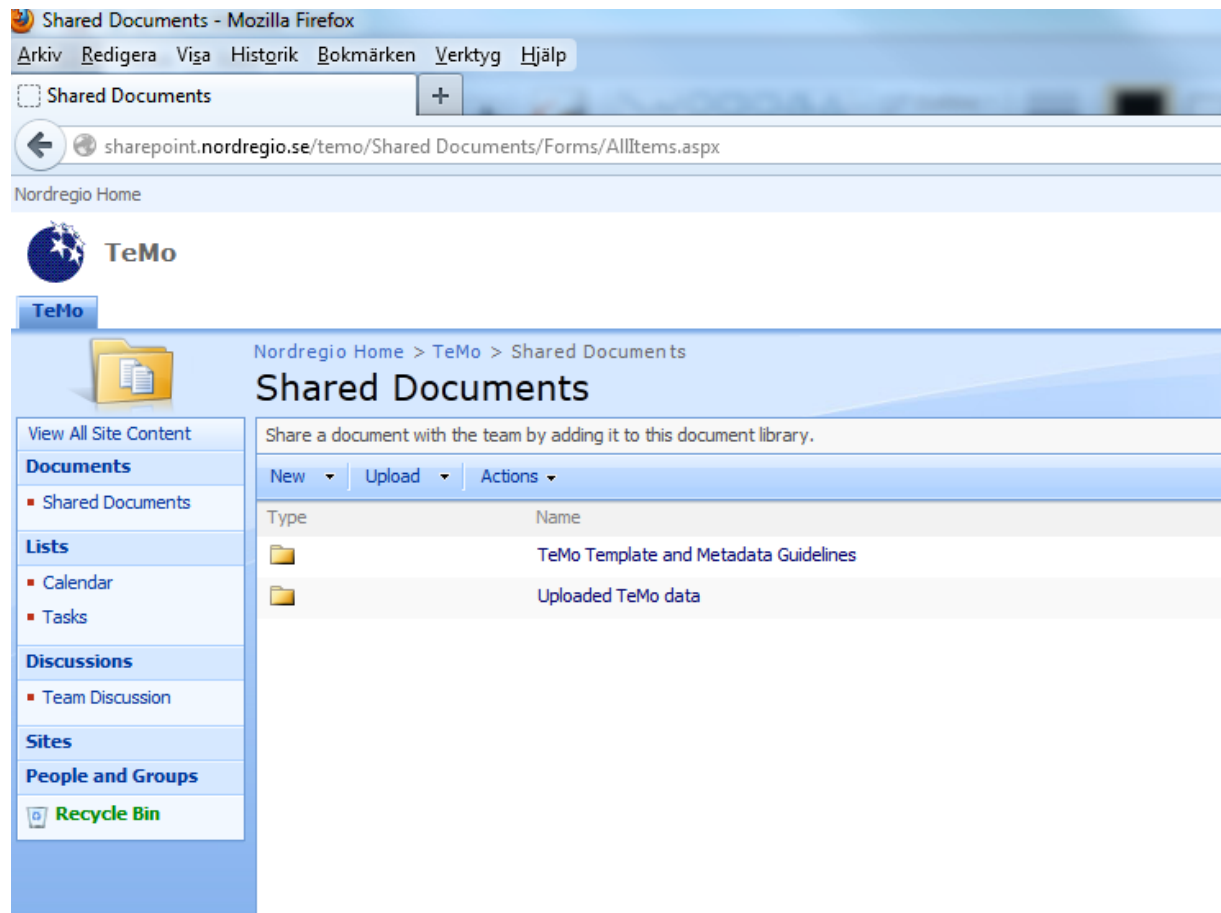 Shared Documents - Mozilla Firefox
Arkiv Redigera Visa Historik Bokmärken Verktyg Hjälp
Shared Documents +
sharepoint.nordregio.se/temo/Shared Documents/Forms/AllItems.aspx
Nordregio Home
TeMo
TeMo
Nordregio Home > TeMo > Shared Documents
Shared Documents
View All Site Content
Share a document with the team by adding it to this document library.
Documents
New Upload Actions
Shared Documents
Type Name
Lists
TeMo Template and Metadata Guidelines
Calendar
Uploaded TeMo data
Tasks
Discussions
Team Discussion
Sites
People and Groups
Recycle Bin